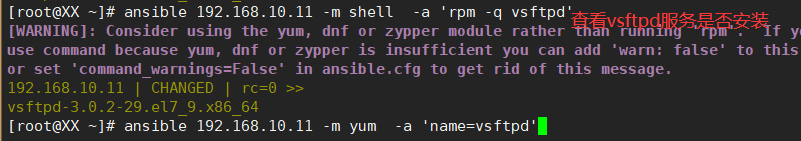 [root@XX ~]# ansible 192.168.10.11 -m shell  -a 'rpm -q vsftpd'
查看vsftpd服务是否安装
[WARNING]: Consider using the yum, dnf or zypper module rather than running 'rpm'.  If yo
use command because yum, dnf or zypper is insufficient you can add 'warn: false' to this
or set 'command_warnings=False' in ansible.cfg to get rid of this message.
192.168.10.11 | CHANGED | rc=0 >>
vsftpd-3.0.2-29.el7_9.x86_64
[root@XX ~]# ansible 192.168.10.11 -m yum  -a 'name=vsftpd'